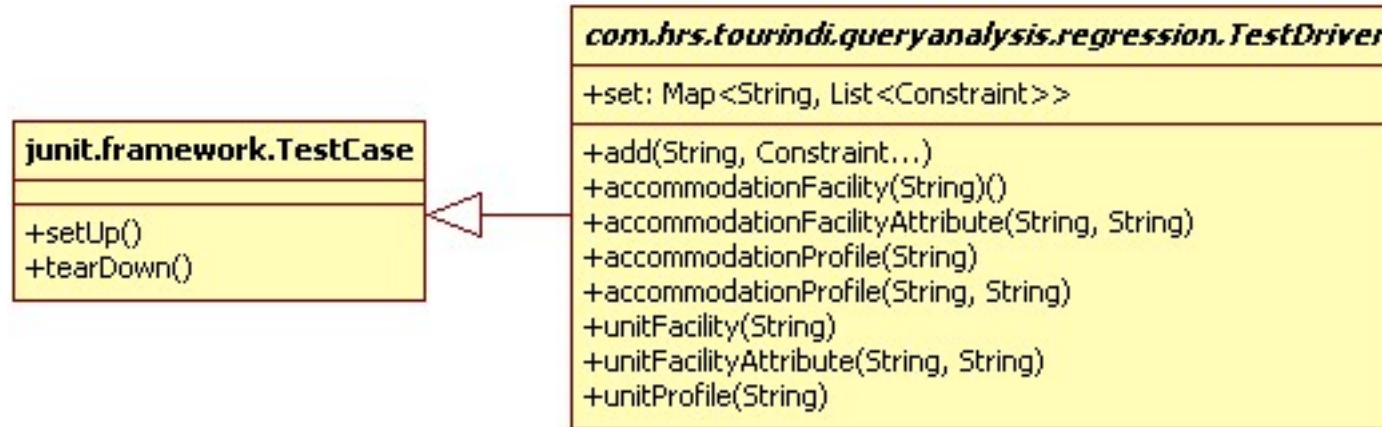 junit.framework.TestCase
+setUp()
+tearDown()
com.hrs.tourindi.queryanalysis.regression.TestDriver
+set: Map<String, List<Constraint>>
+add(String, Constraint...)
+accommodationFacility(String)()
+accommodationFacilityAttribute(String, String)
+accommodationProfile(String)
+accommodationProfile(String, String)
+unitFacility(String)
+unitFacilityAttribute(String, String)
+unitProfile(String)